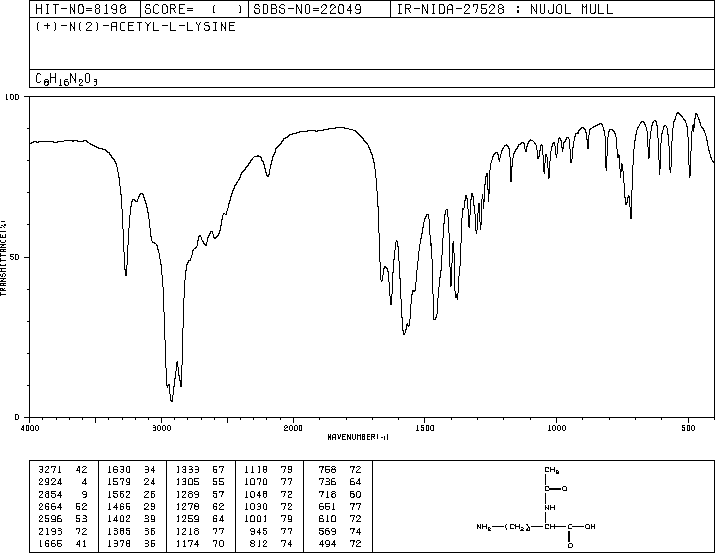 HIT-NO=8198 SCORE= ( ) SDBS-NO=22049 IR-NIDA-27528 : NUJOL MULL
(+)-N(2)-ACETYL-L-LYSINE
C8H16N2O3
100
50
0
TRANSMITTANCE(%)
4000 3000 2000 1500 1000 500
WAVENUMBER(-1)
3271 42 1630 34 1333 67 1118 79 758 72
2924 4 1579 24 1305 55 1070 77 736 64
2854 9 1562 26 1289 57 1048 72 718 60
2664 52 1466 29 1278 62 1030 72 651 77
2596 53 1402 39 1259 64 1001 79 610 72
2193 72 1385 36 1218 77 945 77 569 74
1666 41 1378 36 1174 70 812 74 494 72
CH3
C O
NH
NH2 (CH2)4 CH C OH
O